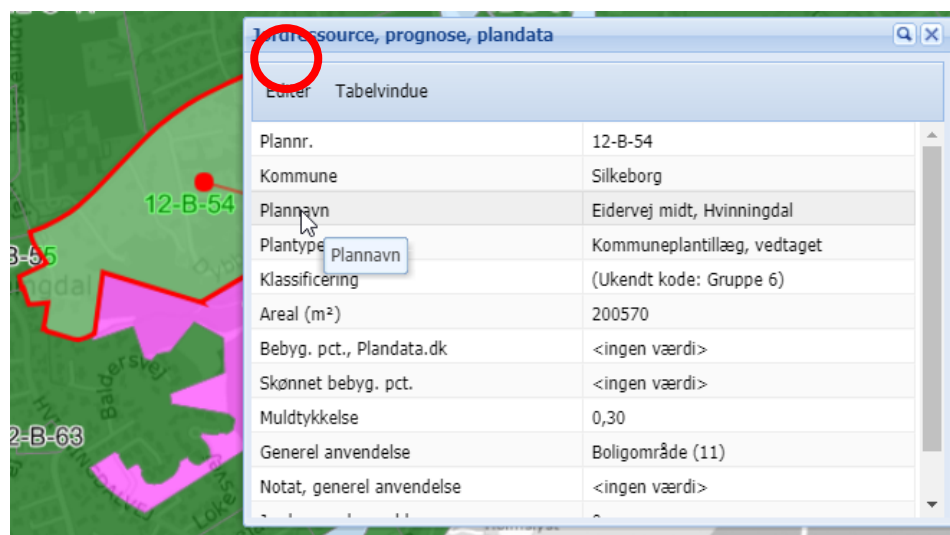 Jordressource, prognose, plandata
Editer Tabelvindue
Plannr. 12-B-54
Kommune Silkeborg
Plannavn Eidervej midt, Hvinningdal
Plantype Kommuneplantillæg, vedtaget
Plannavn
Klassificering (Ukendt kode: Gruppe 6)
Areal (m²) 200570
Bebyg. pct., Plandata.dk <ingen værdi>
Skønnet bebyg. pct. <ingen værdi>
Muldtykkelse 0,30
Generel anvendelse Boligområde (11)
Notat, generel anvendelse <ingen værdi>
12-B-54
Baldersvej
2-B-63